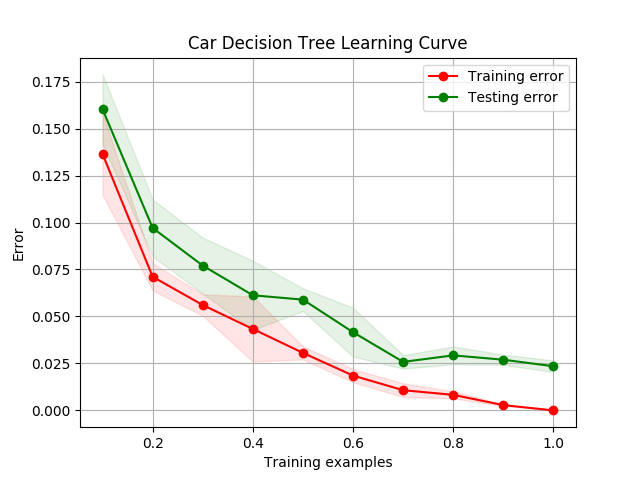 Car Decision Tree Learning Curve
Training error
Testing error
0.175
0.150
0.125
0.100
0.075
0.050
0.025
0.000
Error
0.2 0.4 0.6 0.8 1.0
Training examples